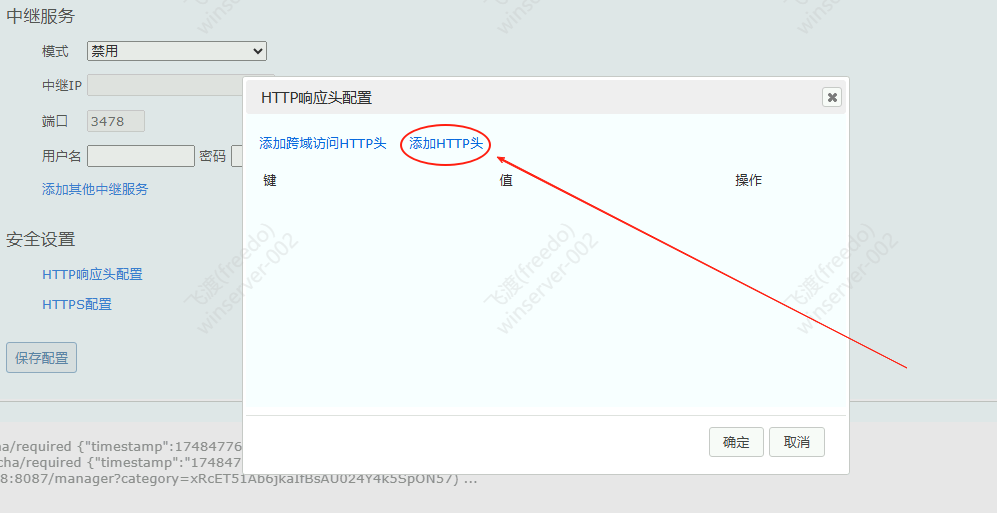 中继服务
模式 禁用
中继IP
端口 3478
用户名 密码
添加其他中继服务
安全设置
HTTP响应头配置
HTTPS配置
保存配置
HTTP响应头配置
添加跨域访问HTTP头 添加HTTP头
键 值 操作
确定 取消
ha/required {"timestamp":17484776
cha/required {"timestamp":"174847
8:8087/manager?category=xRcET51Ab6jkaIfBsAU024Y4k5SpON57) ...
飞渡(freedo)
winserver-002
飞渡(freedo)
winserver-002
飞渡(freedo)
winserver-002
winserver-002
winserver-002
winserver-002